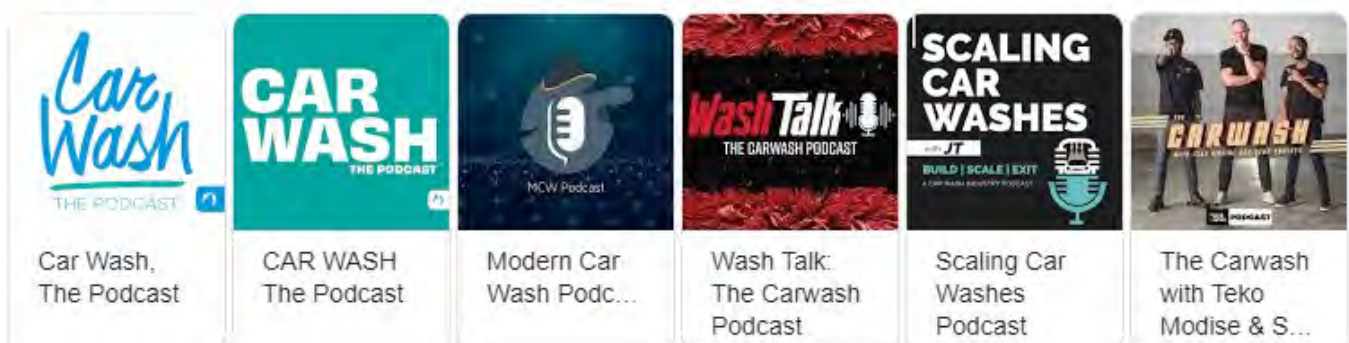 Car
Wash
THE PODCAST
Car Wash,
The Podcast
CAR
WASH
THE PODCAST
CAR WASH
The Podcast
MCW Podcast
Modern Car
Wash Podc...
Wash Talk
THE CARWASH PODCAST
Wash Talk:
The Carwash
Podcast
SCALING
CAR
WASHES
with JT
BUILD | SCALE | EXIT
A CAR WASH INDUSTRY PODCAST
Scaling Car
Washes
Podcast
THE
CARWASH
PODCAST
The Carwash
with Teko
Modise & S...